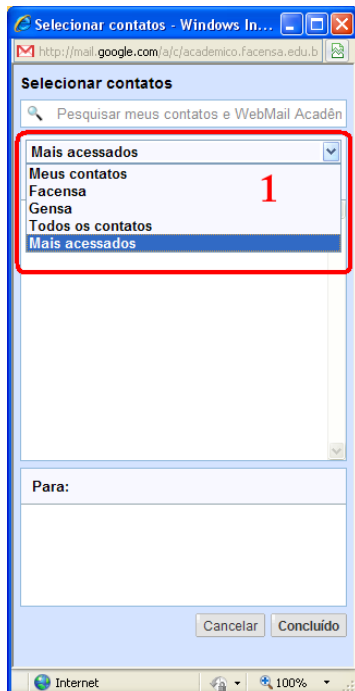 Selecionar contatos - Windows In...
http://mail.google.com/a/c/academico.facensa.edu.b
Selecionar contatos
Pesquisar meus contatos e WebMail Acadên
Mais acessados
Meus contatos
Facensa
Gensa
Todos os contatos
Mais acessados
1
Para:
Cancelar
Concluído
Internet
100%